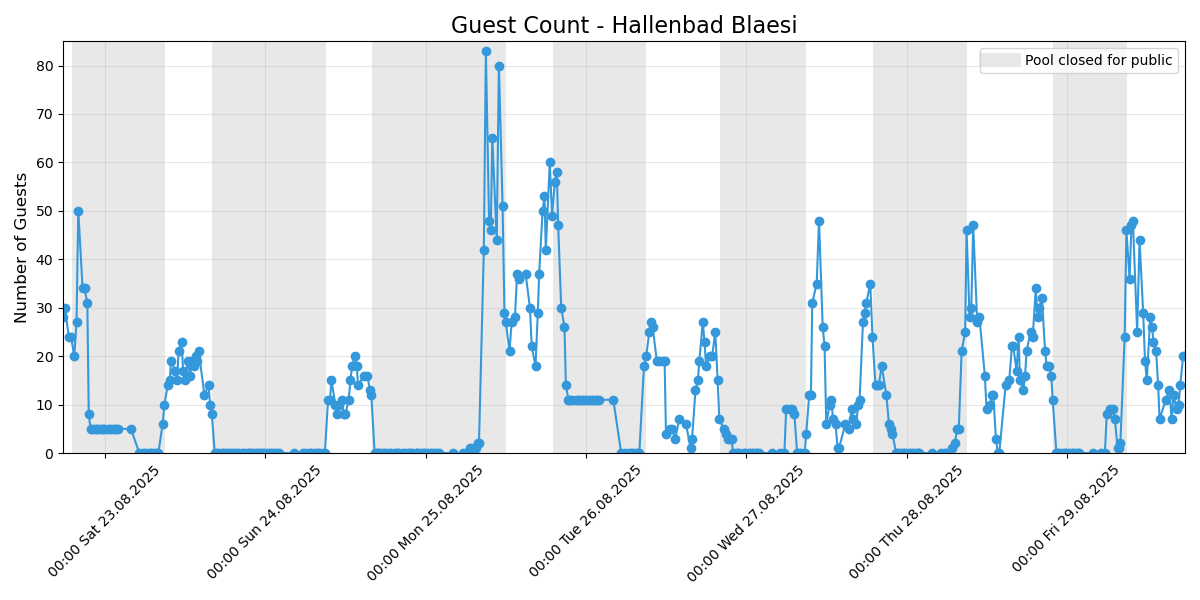 Guest Count - Hallenbad Blaesi
Pool closed for public
Number of Guests
80
70
60
50
40
30
20
10
0
00:00 Sat 23.08.2025
00:00 Sun 24.08.2025
00:00 Mon 25.08.2025
00:00 Tue 26.08.2025
00:00 Wed 27.08.2025
00:00 Thu 28.08.2025
00:00 Fri 29.08.2025